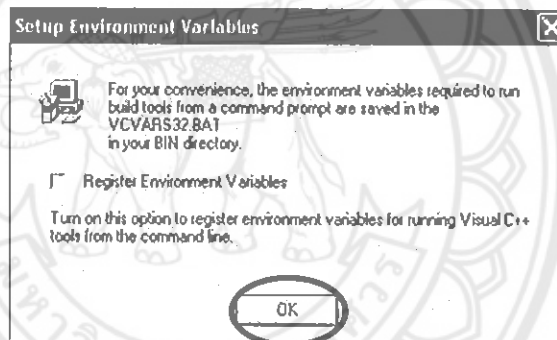 Setup Environment Variables
For your convenience, the environment variables required to run
build tools from a command prompt are saved in the
VCVARS32.BAT
in your BIN directory.
Register Environment Variables
Turn on this option to register environment variables for running Visual C++
tools from the command line.
OK